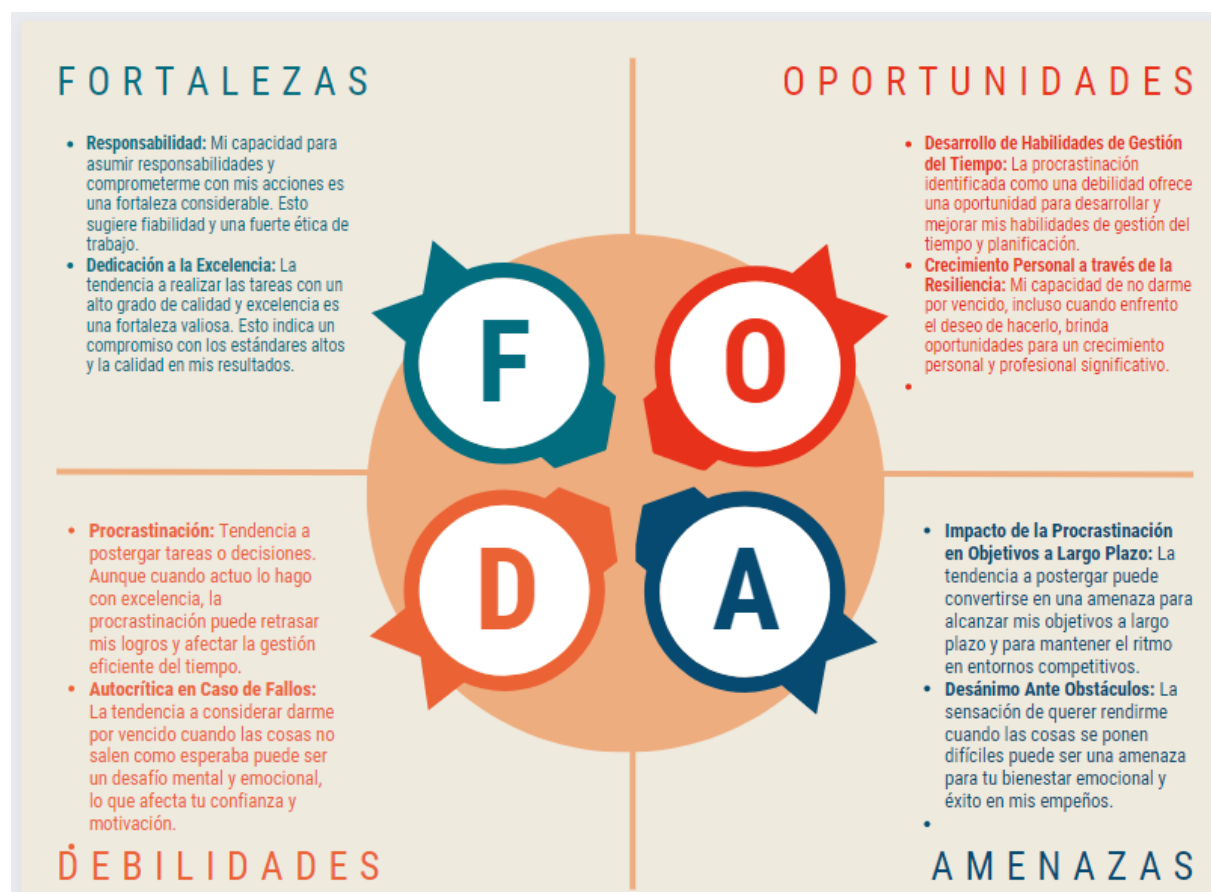 FORTALEZAS
• Responsabilidad: Mi capacidad para
asumir responsabilidades y
comprometerme con mis acciones es
una fortaleza considerable. Esto
sugiere fiabilidad y una fuerte ética de
trabajo.
• Dedicación a la Excelencia: La
tendencia a realizar las tareas con un
alto grado de calidad y excelencia es
una fortaleza valiosa. Esto indica un
compromiso con los estándares altos
y la calidad en mis resultados.
OPORTUNIDADES
• Desarrollo de Habilidades de Gestión
del Tiempo: La procrastinación
identificada como una debilidad ofrece
una oportunidad para desarrollar y
mejorar mis habilidades de gestión del
tiempo y planificación.
• Crecimiento Personal a través de la
Resiliencia: Mi capacidad de no darme
por vencido, incluso cuando enfrento
el deseo de hacerlo, brinda
oportunidades para un crecimiento
personal y profesional significativo.
•
F
O
D
A
• Procrastinación: Tendencia a
postergar tareas o decisiones.
Aunque cuando actuo lo hago
con excelencia, la
procrastinación puede retrasar
mis logros y afectar la gestión
eficiente del tiempo.
• Autocrítica en Caso de Fallos:
La tendencia a considerar darme
por vencido cuando las cosas no
salen como esperaba puede ser
un desafío mental y emocional,
lo que afecta tu confianza y
motivación.
•
DEBILIDADES
• Impacto de la Procrastinación
en Objetivos a Largo Plazo: La
tendencia a postergar puede
convertirse en una amenaza para
alcanzar mis objetivos a largo
plazo y para mantener el ritmo
en entornos competitivos.
• Desánimo Ante Obstáculos: La
sensación de querer rendirme
cuando las cosas se ponen
difíciles puede ser una amenaza
para tu bienestar emocional y
éxito en mis empeños.
•
AMENAZAS